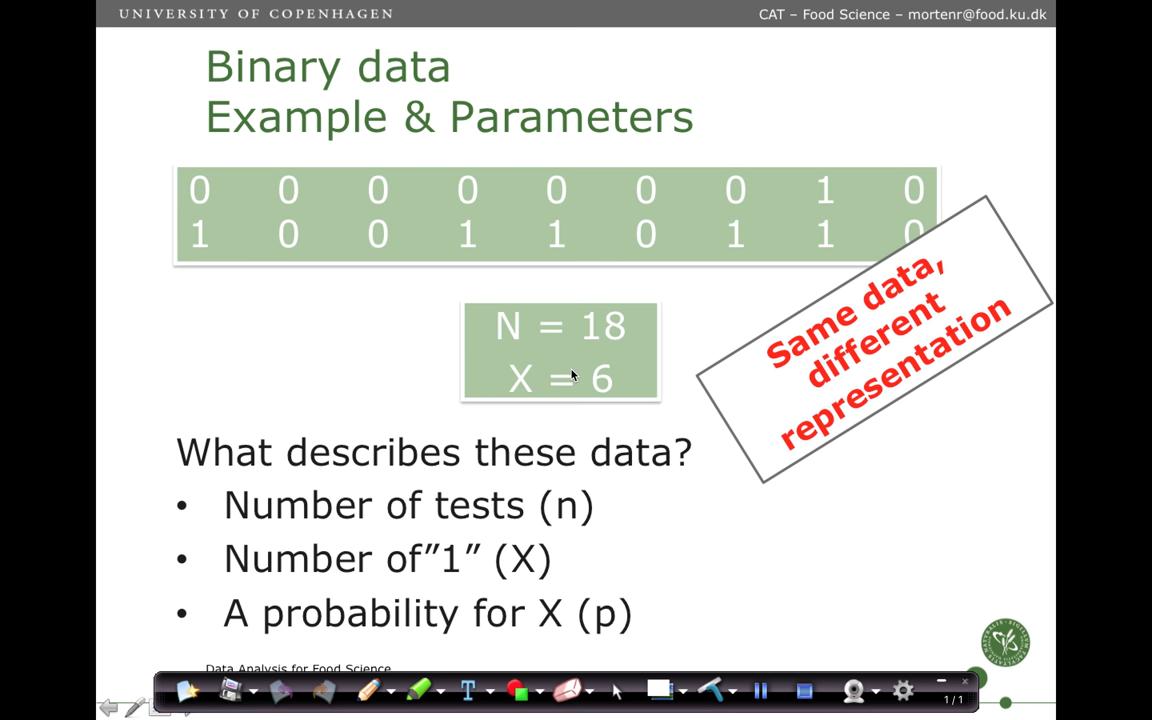 UNIVERSITY OF COPENHAGEN
CAT – Food Science – mortenr@food.ku.dk
Binary data
Example & Parameters
0 0 0 0 0 0 0 1 0
1 0 0 1 1 0 1 1 0
N = 18
X = 6
Same data,
different
representation
What describes these data?
• Number of tests (n)
• Number of”1” (X)
• A probability for X (p)
Data Analysis for Food Science
T
1 / 1